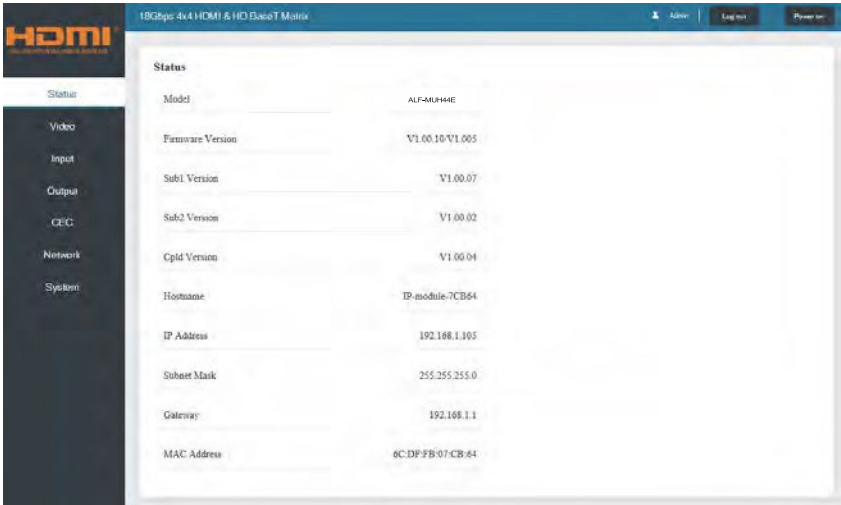 18Gbps 4x4 HDMI & HDBaseT Matrix
Admin
Log out
Power on
HDMI
Status
Video
Input
Output
CEC
Network
System
Status
Model ALF-MUH44E
Firmware Version V1.00.10/V1.005
Sub1 Version V1.00.07
Sub2 Version V1.00.02
Cpld Version V1.00.04
Hostname IP-module-7CB64
IP Address 192.168.1.105
Subnet Mask 255.255.255.0
Gateway 192.168.1.1
MAC Address 6C:DF:FB:07:CB:64